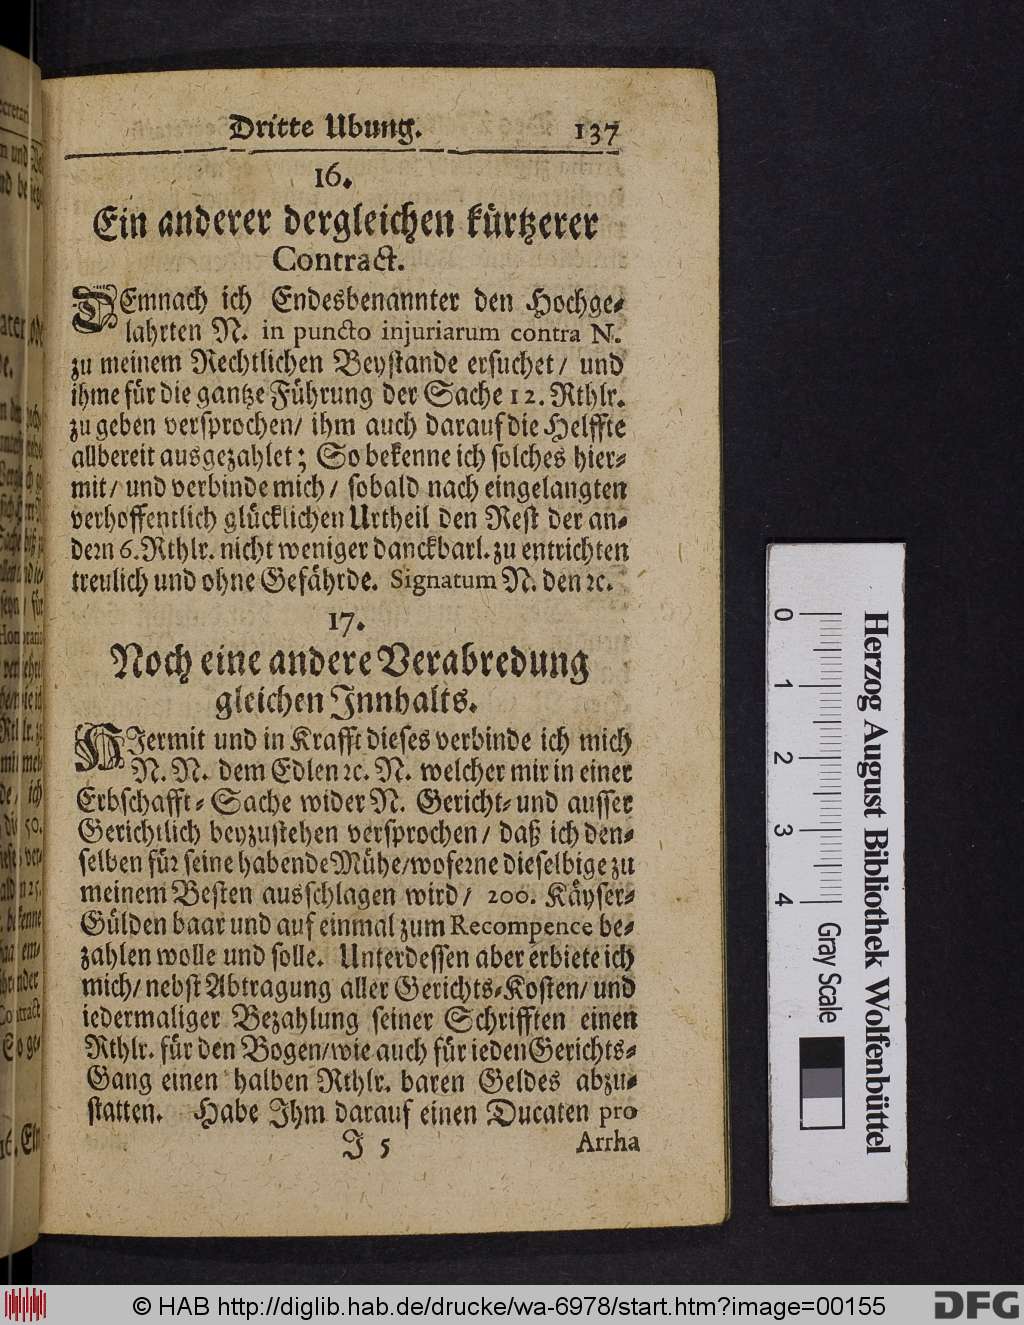 Dritte Ubung. 137
16.
Ein anderer dergleichen kürtzerer
Contract.
DEmnach ich Endesbenannter den Hochge-
lahrten N. in puncto injuriarum contra N.
zu meinem Rechtlichen Beystande ersuchet/ und
ihme für die gantze Führung der Sache 12. Rthlr.
zu geben versprochen/ ihm auch darauf die Helffte
allbereit ausgezahlet; So bekenne ich solches hier-
mit/ und verbinde mich/ sobald nach eingelangten
verhoffentlich glücklichen Urtheil den Rest der an-
dern 6. Rthlr. nicht weniger danckbarl. zu entrichten
treulich und ohne Gefährde. Signatum N. den ꝛc.
17.
Noch eine andere Verabredung
gleichen Innhalts.
HIermit und in Krafft dieses verbinde ich mich
N. N. dem Edlen ꝛc. N. welcher mir in einer
Erbschafft-Sache wider N. Gericht- und ausser
Gerichtlich beyzustehen versprochen/ daß ich den-
selben für seine habende Mühe/ woferne dieselbige zu
meinem Besten ausschlagen wird/ 200. Käyser-
Gülden baar und auf einmal zum Recompence be-
zahlen wolle und solle. Unterdessen aber erbiete ich
mich/ nebst Abtragung aller Gerichts-Kosten/ und
iedermaliger Bezahlung seiner Schrifften einen
Rthlr. für den Bogen/ wie auch für ieden Gerichts-
Gang einen halben Rthlr. baren Geldes abzu-
statten. Habe Ihm darauf einen Ducaten pro
J 5 Arrha
0 1 2 3 4
Gray Scale
Herzog August Bibliothek Wolfenbüttel
© HAB http://diglib.hab.de/drucke/wa-6978/start.htm?image=00155
DFG